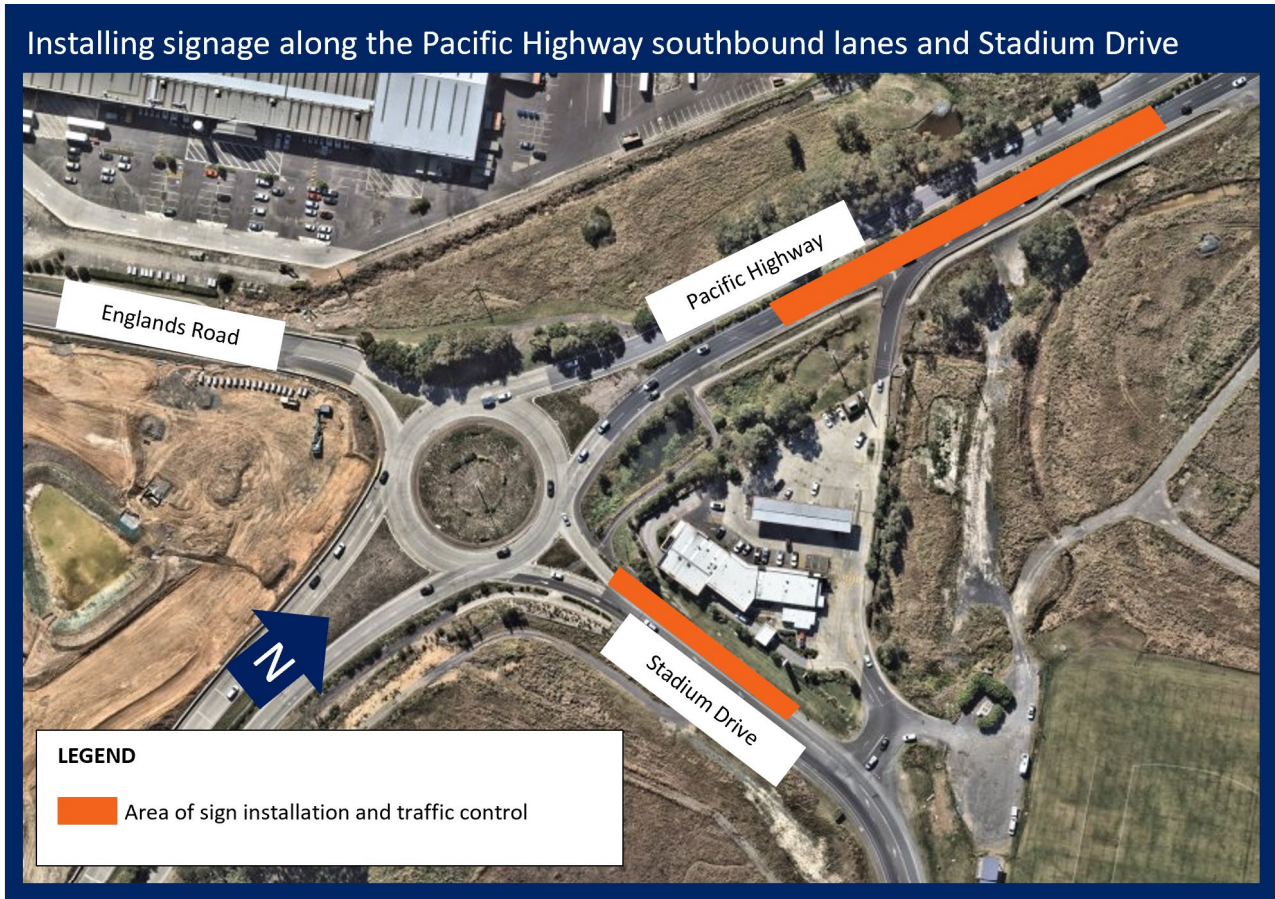 Installing signage along the Pacific Highway southbound lanes and Stadium Drive
Pacific Highway
Englands Road
N
Stadium Drive
LEGEND
Area of sign installation and traffic control